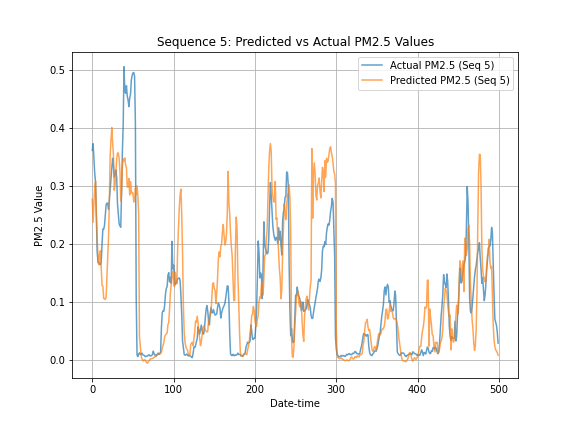 Sequence 5: Predicted vs Actual PM2.5 Values
Actual PM2.5 (Seq 5)
Predicted PM2.5 (Seq 5)
PM2.5 Value
0.5
0.4
0.3
0.2
0.1
0.0
0 100 200 300 400 500
Date-time